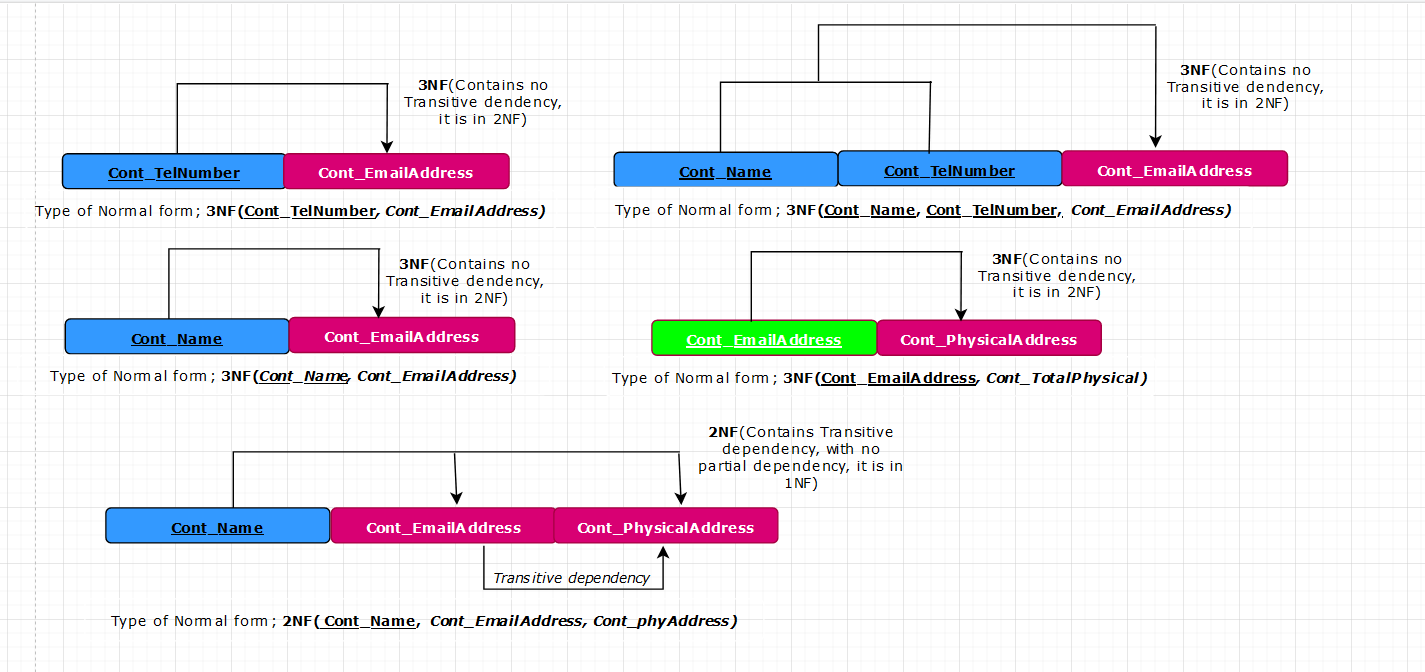 3NF(Contains no
Transitive dendency,
it is in 2NF)
Cont_TelNumber
Cont_EmailAddress
Type of Normal form; 3NF(Cont_TelNumber, Cont_EmailAddress)
3NF(Contains no
Transitive dendency,
it is in 2NF)
Cont_Name
Cont_TelNumber
Cont_EmailAddress
Type of Normal form; 3NF(Cont_Name, Cont_TelNumber, Cont_EmailAddress)
3NF(Contains no
Transitive dendency,
it is in 2NF)
Cont_Name
Cont_EmailAddress
Type of Normal form; 3NF(Cont_Name, Cont_EmailAddress)
3NF(Contains no
Transitive dendency,
it is in 2NF)
Cont_EmailAddress
Cont_PhysicalAddress
Type of Normal form; 3NF(Cont_EmailAddress, Cont_TotalPhysical)
2NF(Contains Transitive
dependency, with no
partial dependency, it is in
1NF)
Cont_Name
Cont_EmailAddress
Cont_PhysicalAddress
Transitive dependency
Type of Normal form; 2NF( Cont_Name, Cont_EmailAddress, Cont_phyAddress)